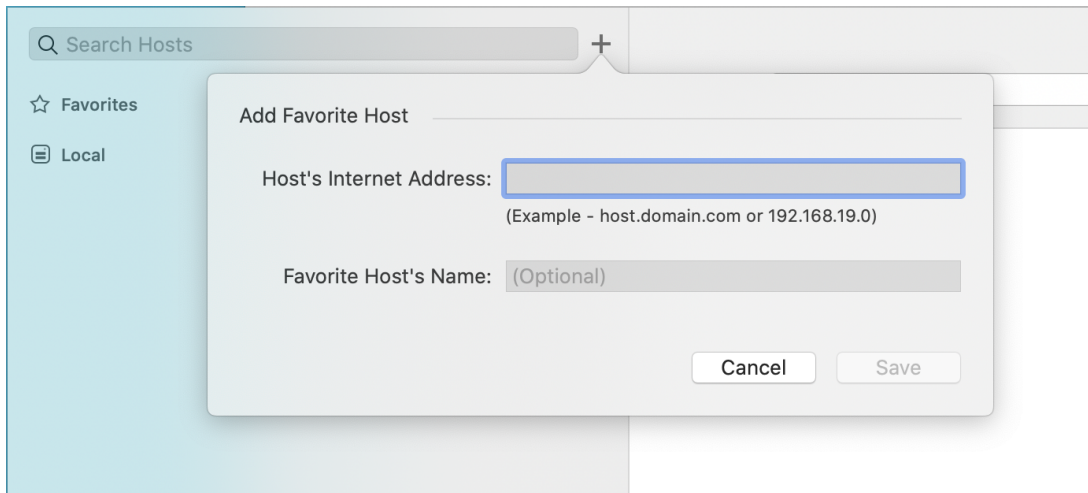 Search Hosts
Favorites
Local
Add Favorite Host
Host's Internet Address:
(Example - host.domain.com or 192.168.19.0)
Favorite Host's Name: (Optional)
Cancel Save